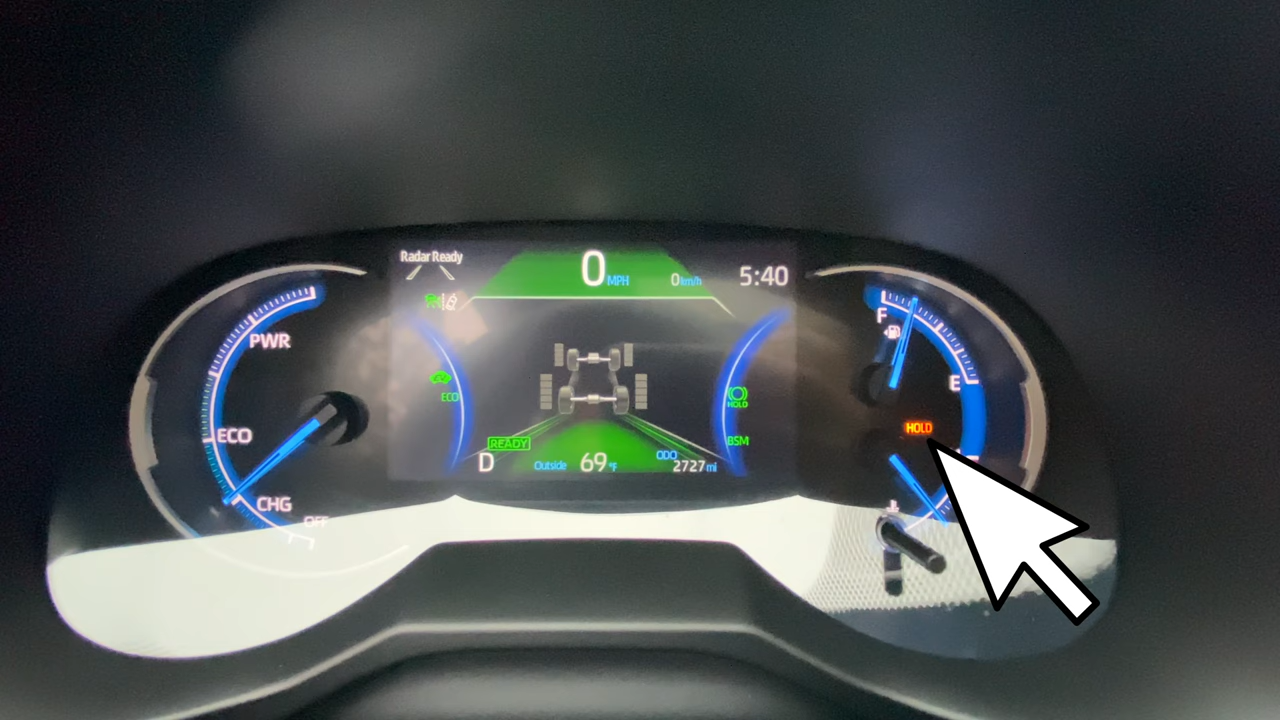 Radar Ready
0 MPH
0 km/h
5:40
PWR
ECO
CHG
OFF
ECO
READY
D
Outside 69°F
ODO
2727 mi
HOLD
BSM
F
E
HOLD